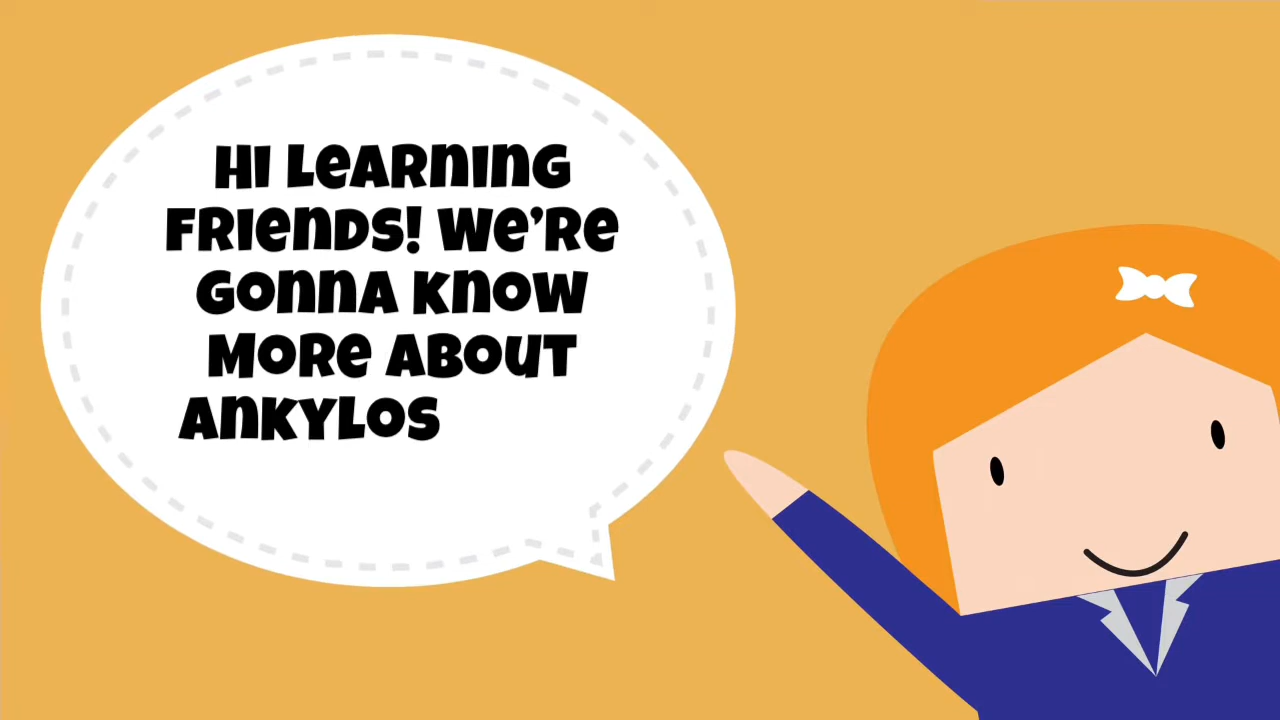 Hi Learning
Friends! We’re
gonna know
more about
Ankylos